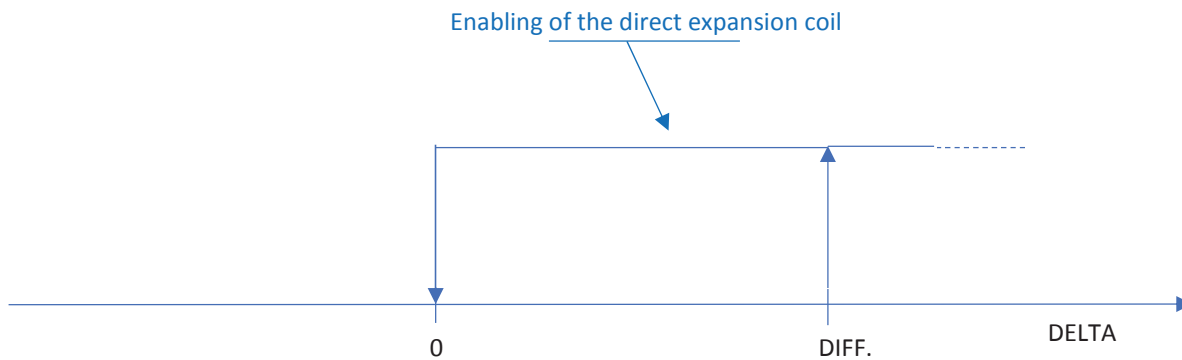 Enabling of the direct expansion coil
DELTA
0
DIFF.